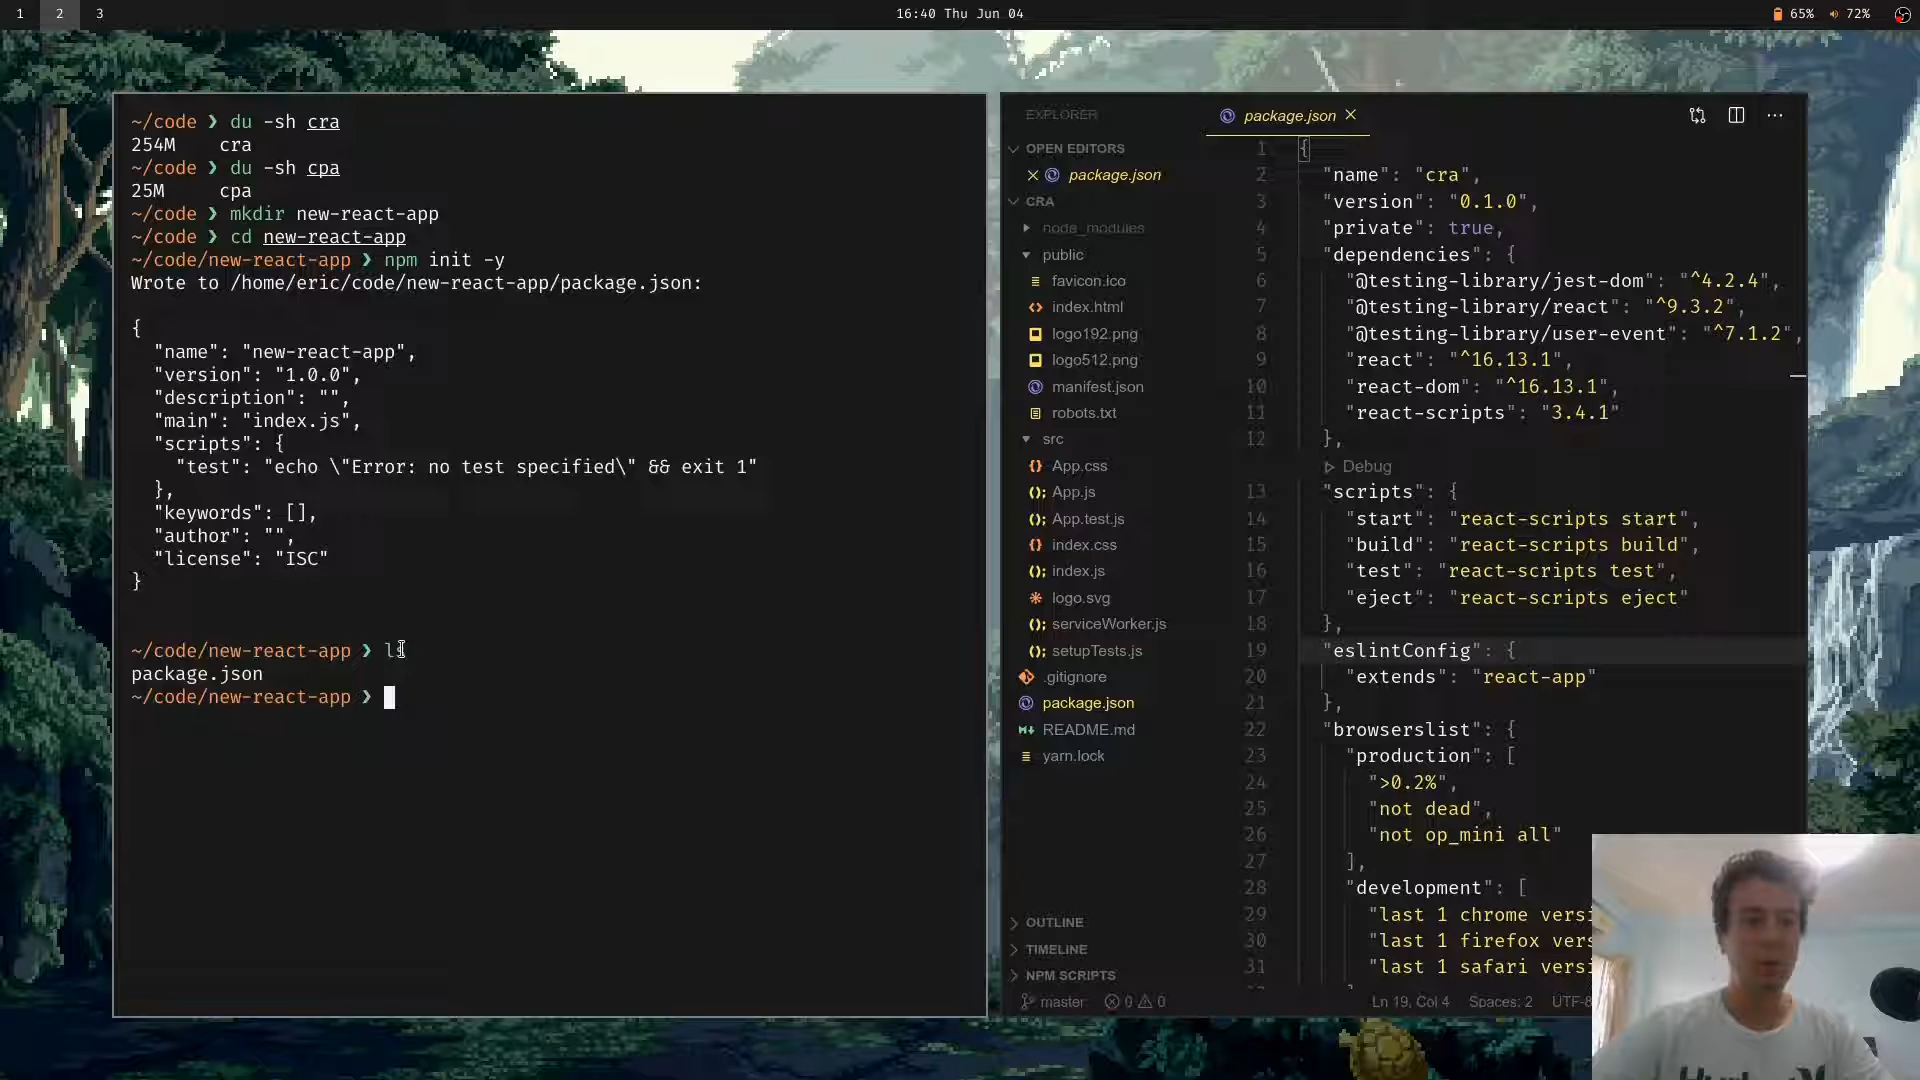 1 2 3
16:40 Thu Jun 04
65% 72%
~/code ❯ du -sh cra
254M cra
~/code ❯ du -sh cpa
25M cpa
~/code ❯ mkdir new-react-app
~/code ❯ cd new-react-app
~/code/new-react-app ❯ npm init -y
Wrote to /home/eric/code/new-react-app/package.json:
{
"name": "new-react-app",
"version": "1.0.0",
"description": "",
"main": "index.js",
"scripts": {
"test": "echo \"Error: no test specified\" && exit 1"
},
"keywords": [],
"author": "",
"license": "ISC"
}
~/code/new-react-app ❯ ls
package.json
~/code/new-react-app ❯
EXPLORER
OPEN EDITORS
package.json
CRA
node_modules
public
favicon.ico
index.html
logo192.png
logo512.png
manifest.json
robots.txt
src
App.css
App.js
App.test.js
index.css
index.js
logo.svg
serviceWorker.js
setupTests.js
.gitignore
package.json
README.md
yarn.lock
OUTLINE
TIMELINE
NPM SCRIPTS
package.json
1 {
2 "name": "cra",
3 "version": "0.1.0",
4 "private": true,
5 "dependencies": {
6 "@testing-library/jest-dom": "^4.2.4",
7 "@testing-library/react": "^9.3.2",
8 "@testing-library/user-event": "^7.1.2",
9 "react": "^16.13.1",
10 "react-dom": "^16.13.1",
11 "react-scripts": "3.4.1"
12 },
Debug
13 "scripts": {
14 "start": "react-scripts start",
15 "build": "react-scripts build",
16 "test": "react-scripts test",
17 "eject": "react-scripts eject"
18 },
19 "eslintConfig": {
20 "extends": "react-app"
21 },
22 "browserslist": {
23 "production": [
24 ">0.2%",
25 "not dead",
26 "not op_mini all"
27 ],
28 "development": [
29 "last 1 chrome versi
30 "last 1 firefox vers
31 "last 1 safari versi
master 0 0 Ln 19, Col 4 Spaces: 2 UTF-8